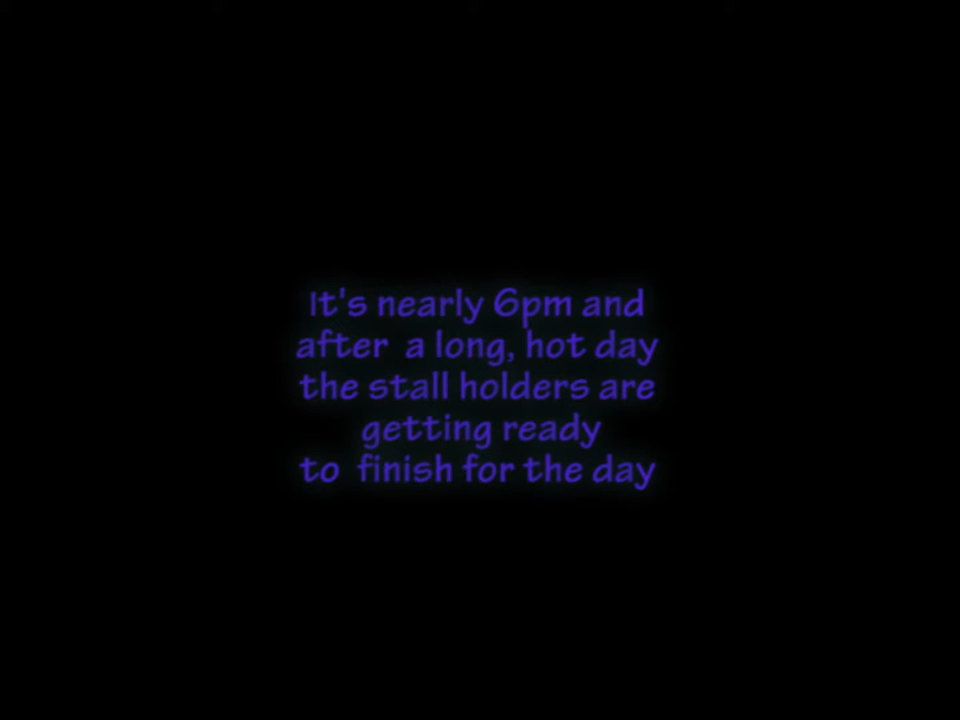 It's nearly 6pm and
after  a long, hot day
the stall holders are
getting ready
to  finish for the day